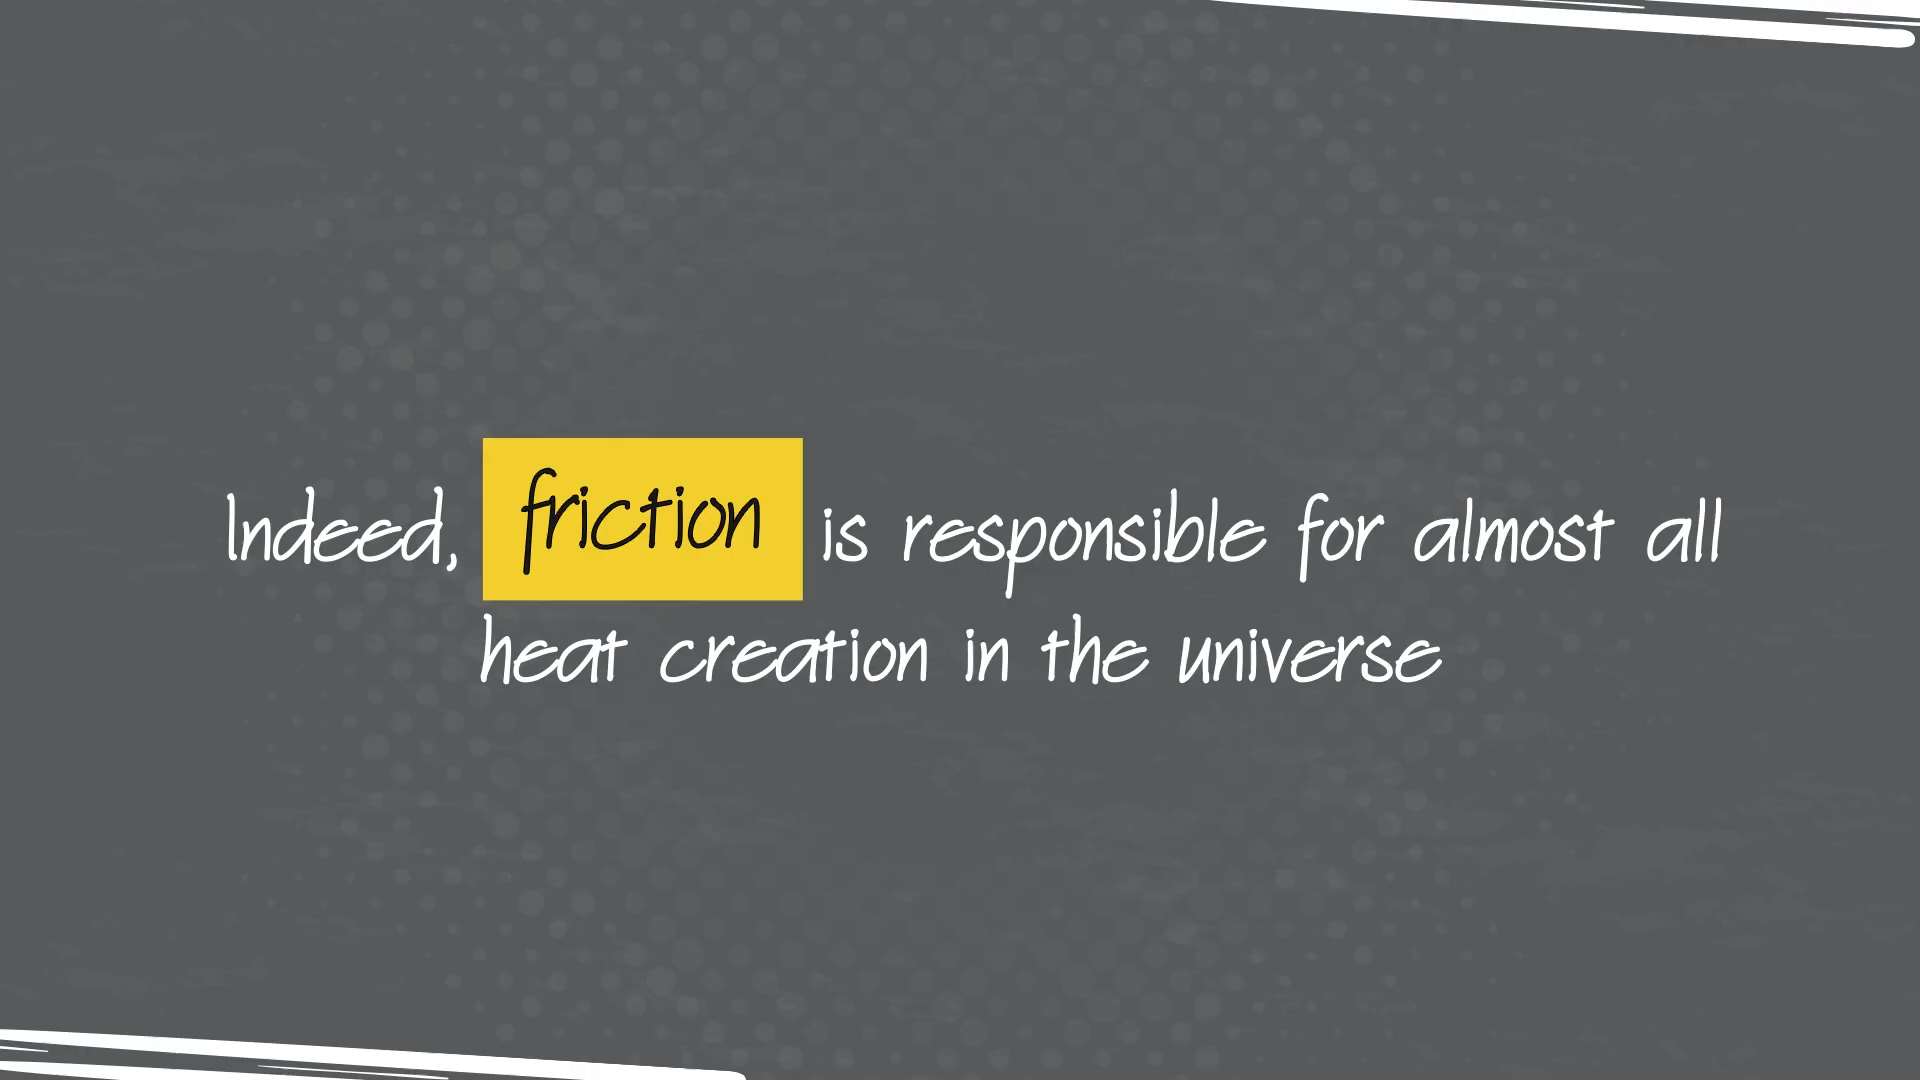 Indeed, friction is responsible for almost all
heat creation in the universe